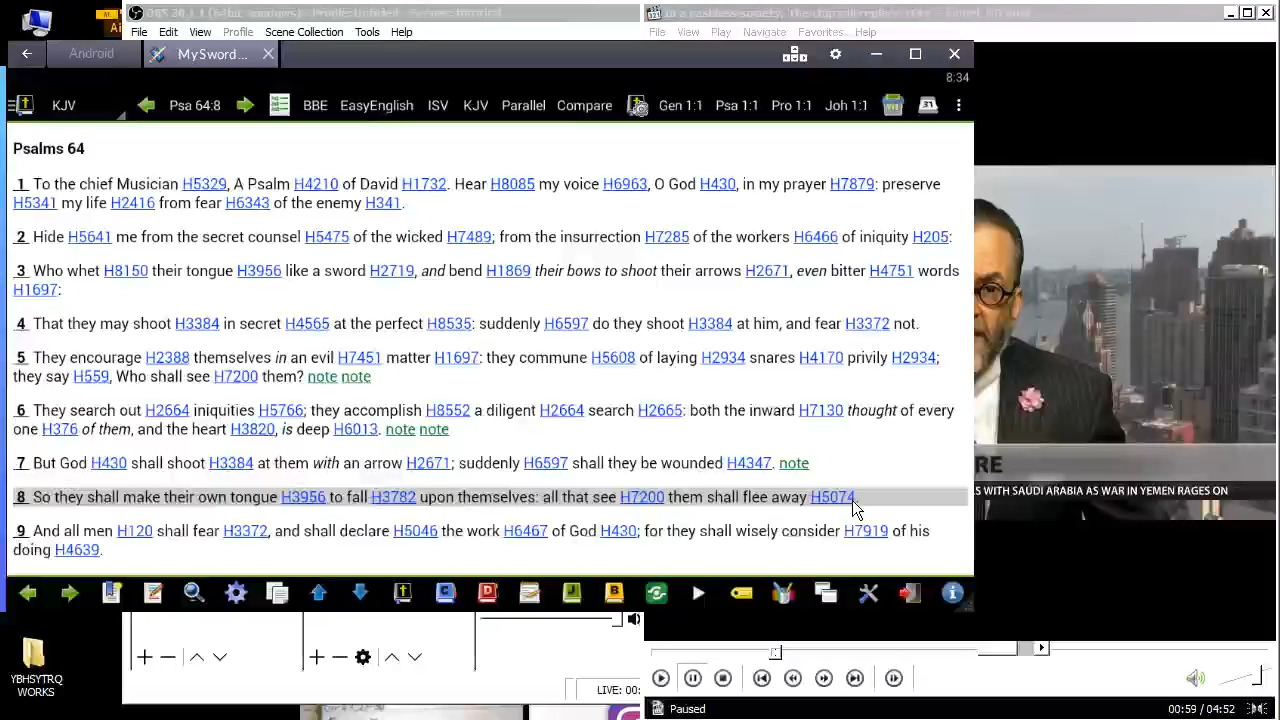 File Edit View Profile Scene Collection Tools Help
File View Play Navigate Favorites Help
Android
MySword...
8:34
KJV
Psa 64:8
BBE EasyEnglish ISV KJV Parallel Compare
Gen 1:1 Psa 1:1 Pro 1:1 Joh 1:1
31
Psalms 64
1 To the chief Musician H5329, A Psalm H4210 of David H1732. Hear H8085 my voice H6963, O God H430, in my prayer H7879: preserve
H5341 my life H2416 from fear H6343 of the enemy H341.
2 Hide H5641 me from the secret counsel H5475 of the wicked H7489; from the insurrection H7285 of the workers H6466 of iniquity H205:
3 Who whet H8150 their tongue H3956 like a sword H2719, and bend H1869 their bows to shoot their arrows H2671, even bitter H4751 words
H1697:
4 That they may shoot H3384 in secret H4565 at the perfect H8535: suddenly H6597 do they shoot H3384 at him, and fear H3372 not.
5 They encourage H2388 themselves in an evil H7451 matter H1697: they commune H5608 of laying H2934 snares H4170 privily H2934;
they say H559, Who shall see H7200 them? note note
6 They search out H2664 iniquities H5766; they accomplish H8552 a diligent H2664 search H2665: both the inward H7130 thought of every
one H376 of them, and the heart H3820, is deep H6013. note note
7 But God H430 shall shoot H3384 at them with an arrow H2671; suddenly H6597 shall they be wounded H4347. note
8 So they shall make their own tongue H3956 to fall H3782 upon themselves: all that see H7200 them shall flee away H5074.
9 And all men H120 shall fear H3372, and shall declare H5046 the work H6467 of God H430; for they shall wisely consider H7919 of his
doing H4639.
RE
S WITH SAUDI ARABIA AS WAR IN YEMEN RAGES ON
YBHSYTRQ
WORKS
LIVE: 00:
Paused
00:59 / 04:52